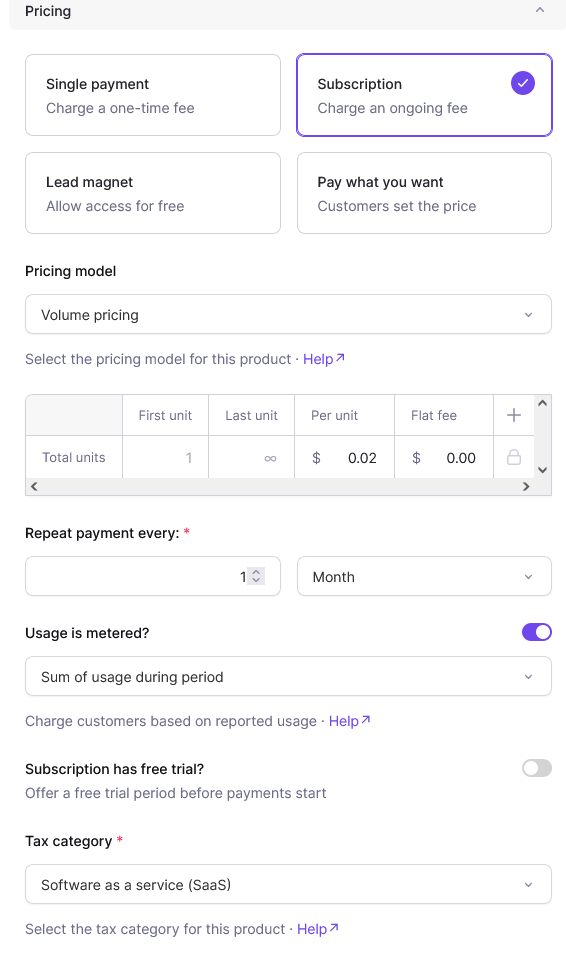 Pricing
Single payment
Charge a one-time fee
Subscription
Charge an ongoing fee
Lead magnet
Allow access for free
Pay what you want
Customers set the price
Pricing model
Volume pricing
Select the pricing model for this product · Help↗
First unit Last unit Per unit Flat fee +
Total units 1 ∞ $ 0.02 $ 0.00
Repeat payment every: *
1 Month
Usage is metered?
Sum of usage during period
Charge customers based on reported usage · Help↗
Subscription has free trial?
Offer a free trial period before payments start
Tax category *
Software as a service (SaaS)
Select the tax category for this product · Help↗